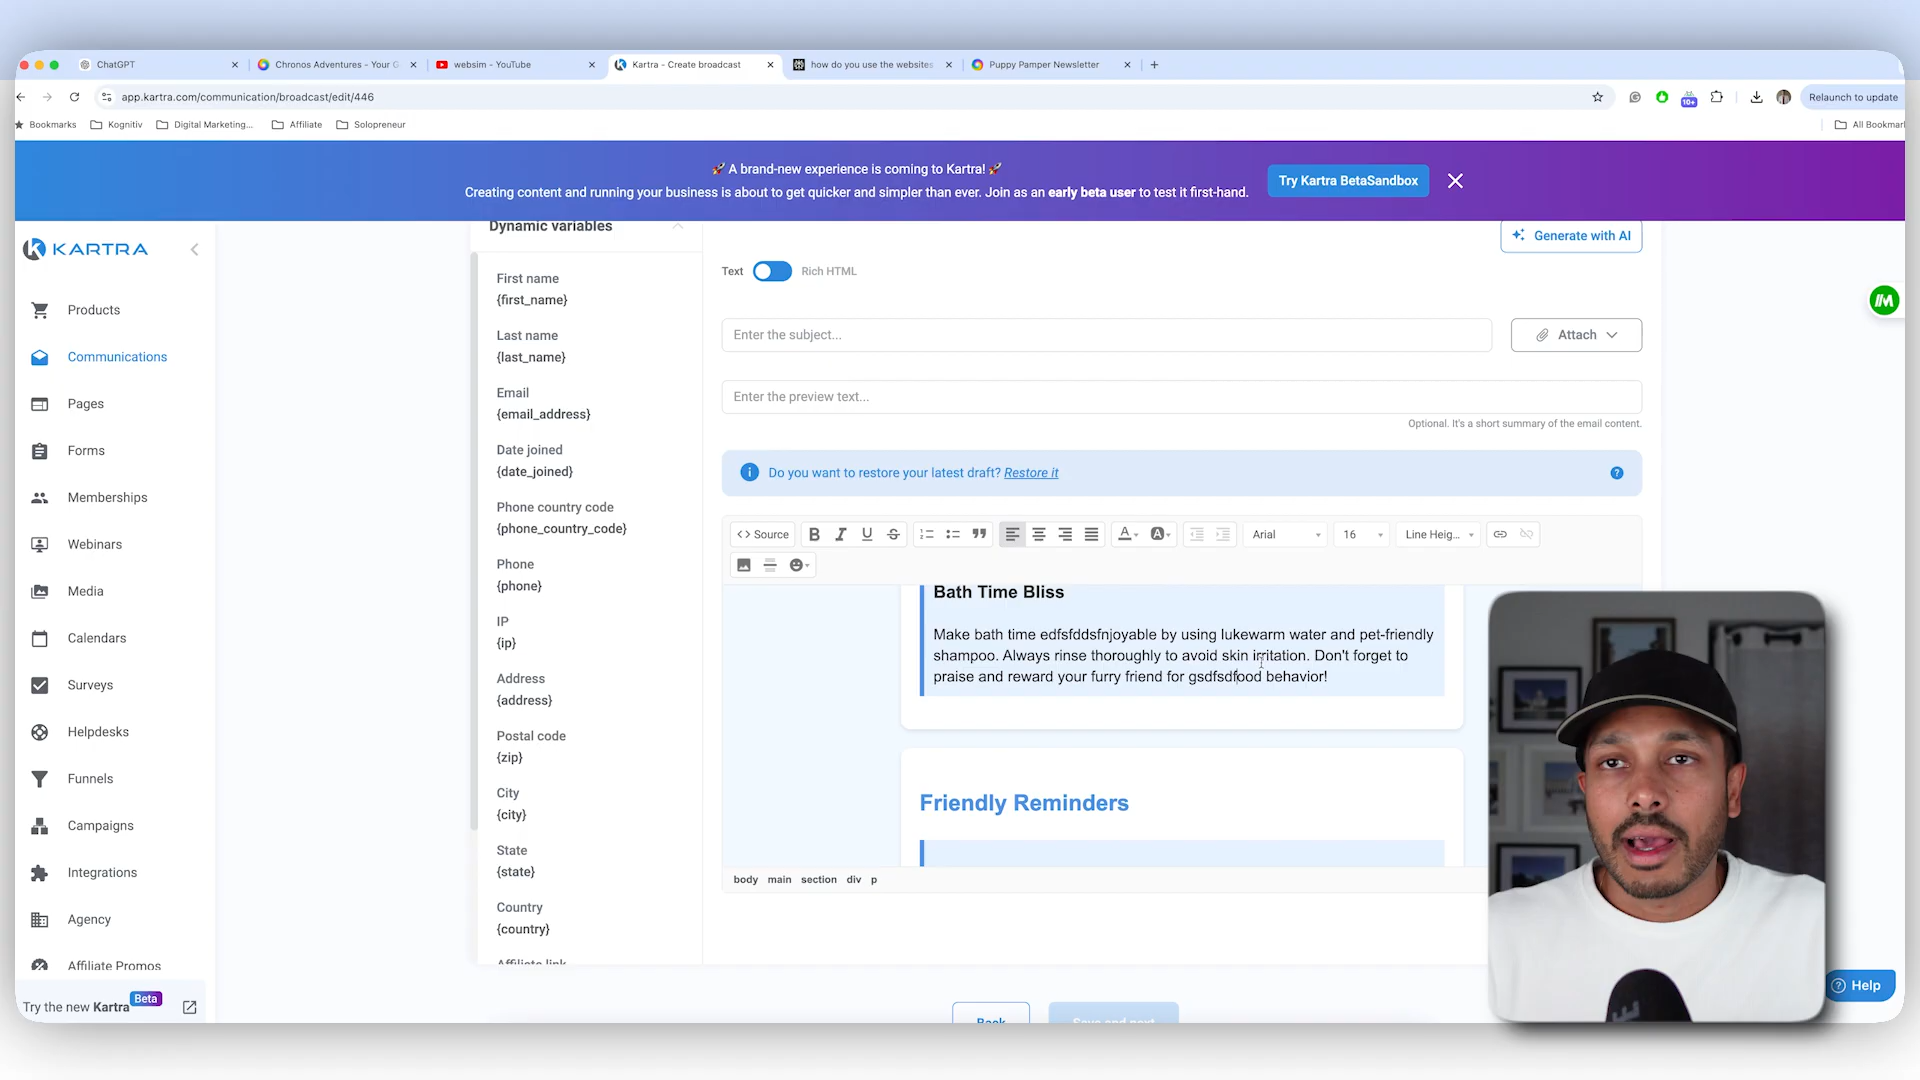 ChatGPT
Chronos Adventures - Your G
websim - YouTube
Kartra - Create broadcast
how do you use the websites
Puppy Pamper Newsletter
app.kartra.com/communication/broadcast/edit/446
10+
Relaunch to update
Bookmarks
Kognitiv
Digital Marketing...
Affiliate
Solopreneur
All Bookmar
🚀 A brand-new experience is coming to Kartra! 🚀
Creating content and running your business is about to get quicker and simpler than ever. Join as an early beta user to test it first-hand.
Try Kartra BetaSandbox
KARTRA
Products
Communications
Pages
Forms
Memberships
Webinars
Media
Calendars
Surveys
Helpdesks
Funnels
Campaigns
Integrations
Agency
Affiliate Promos
Try the new Kartra Beta
Dynamic variables
First name
{first_name}
Last name
{last_name}
Email
{email_address}
Date joined
{date_joined}
Phone country code
{phone_country_code}
Phone
{phone}
IP
{ip}
Address
{address}
Postal code
{zip}
City
{city}
State
{state}
Country
{country}
Affiliate link
Generate with AI
Text
Rich HTML
Enter the subject...
Attach
Enter the preview text...
Optional. It's a short summary of the email content.
Do you want to restore your latest draft? Restore it
Source
Arial
16
Line Heig...
Bath Time Bliss
Make bath time edfsfddsfnjoyable by using lukewarm water and pet-friendly
shampoo. Always rinse thoroughly to avoid skin irritation. Don't forget to
praise and reward your furry friend for gsdfsdfood behavior!
Friendly Reminders
body main section div p
Back
Save and next
Help